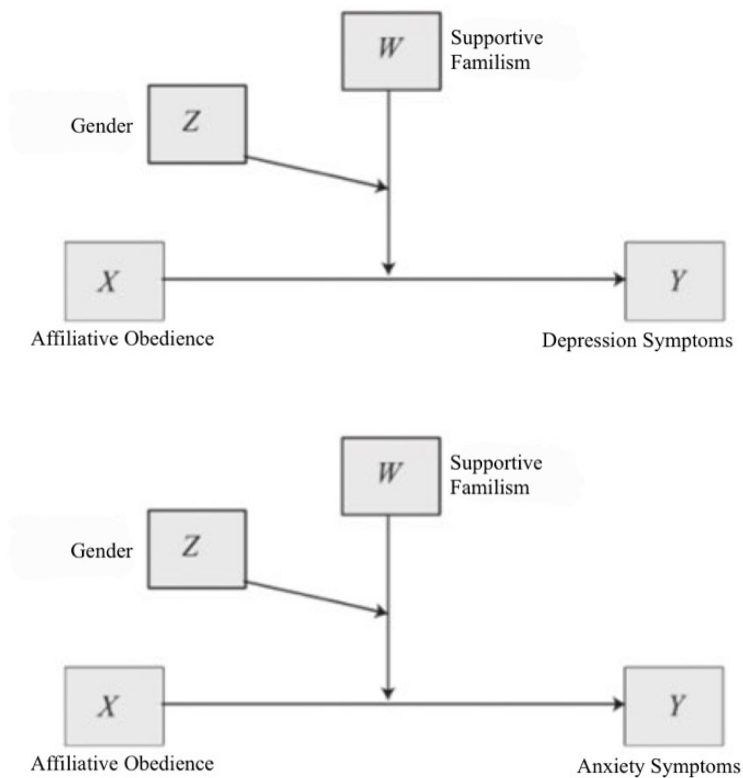 W
Supportive
Familism
Gender
Z
X
Y
Affiliative Obedience
Depression Symptoms
W
Supportive
Familism
Gender
Z
X
Y
Affiliative Obedience
Anxiety Symptoms